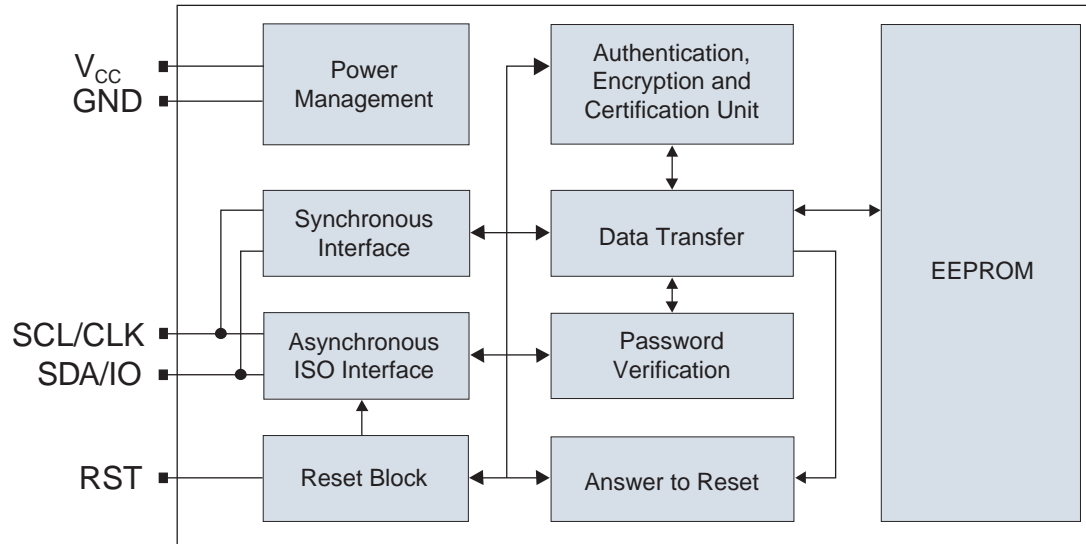 V_CC
GND
Power
Management
Authentication,
Encryption and
Certification Unit
Synchronous
Interface
Data Transfer
EEPROM
SCL/CLK
SDA/IO
Asynchronous
ISO Interface
Password
Verification
RST
Reset Block
Answer to Reset